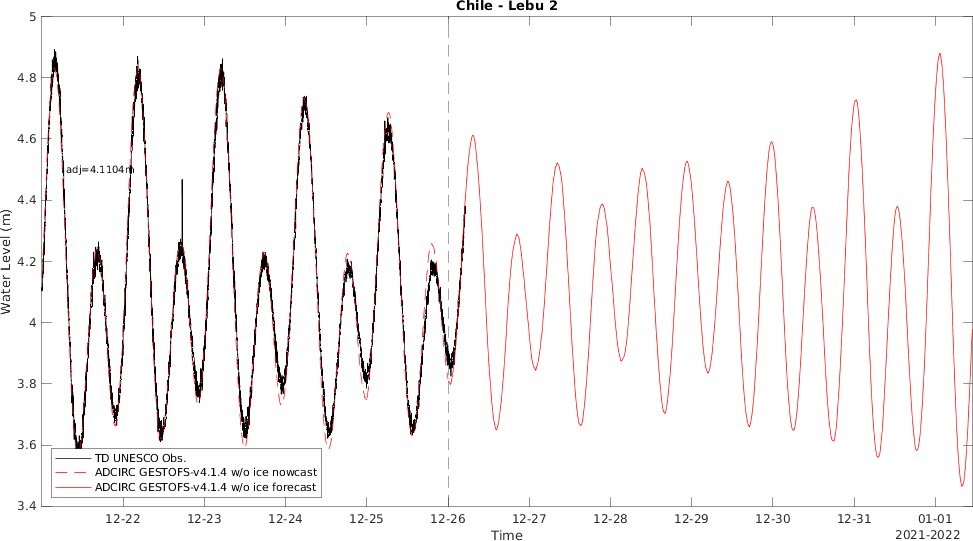 Chile - Lebu 2
5
4.8
4.6
adj=4.1104m
4.4
Water Level (m)
4.2
4
3.8
3.6
TD UNESCO Obs.
ADCIRC GESTOFS-v4.1.4 w/o ice nowcast
ADCIRC GESTOFS-v4.1.4 w/o ice forecast
3.4
12-22 12-23 12-24 12-25 12-26 12-27 12-28 12-29 12-30 12-31 01-01
Time 2021-2022